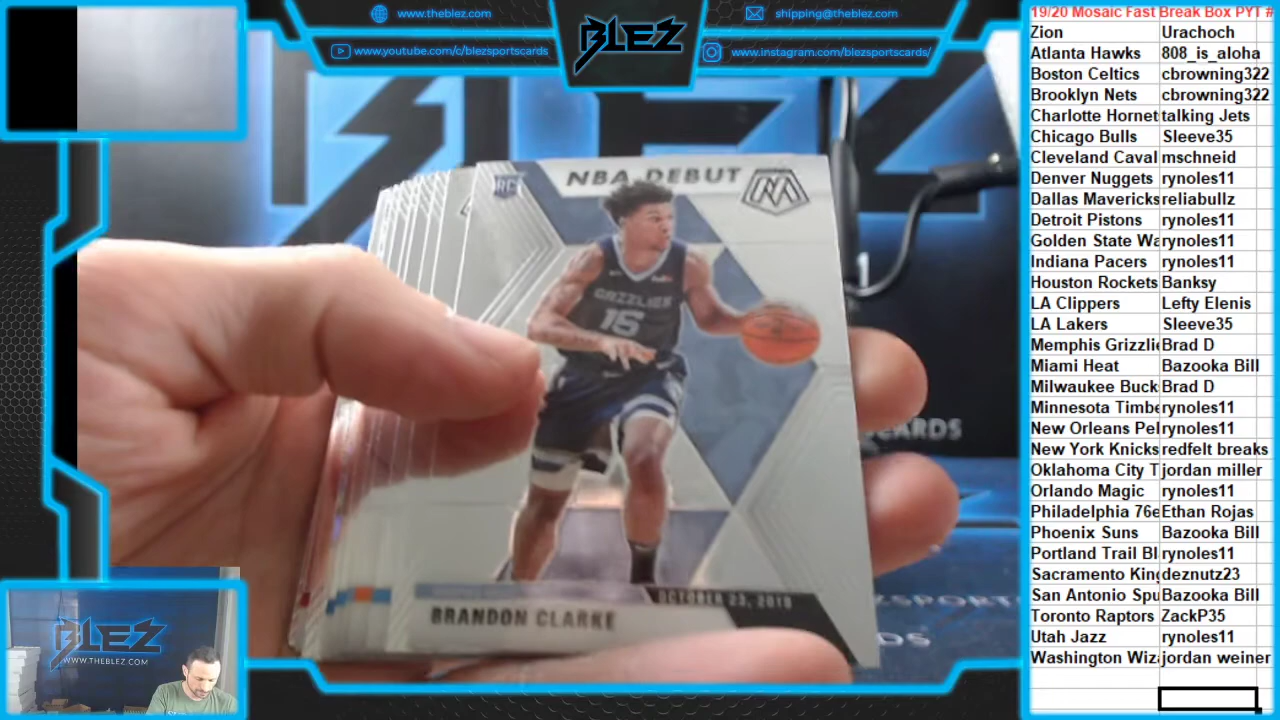 www.theblez.com
shipping@theblez.com
www.youtube.com/c/blezsportscards
www.instagram.com/blezsportscards/
BLEZ
BLEZ
RC
NBA DEBUT
M
GRIZZLIES
15
OCTOBER 23, 2019
BRANDON CLARKE
CARDS
BLEZ
WWW.THEBLEZ.COM
19/20 Mosaic Fast Break Box PYT #
Zion Urachoch
Atlanta Hawks 808_is_aloha
Boston Celtics cbrowning322
Brooklyn Nets cbrowning322
Charlotte Hornet talking Jets
Chicago Bulls Sleeve35
Cleveland Caval mschneid
Denver Nuggets rynoles11
Dallas Mavericks reliabullz
Detroit Pistons rynoles11
Golden State Wa rynoles11
Indiana Pacers rynoles11
Houston Rockets Banksy
LA Clippers Lefty Elenis
LA Lakers Sleeve35
Memphis Grizzlie Brad D
Miami Heat Bazooka Bill
Milwaukee Buck Brad D
Minnesota Timbe rynoles11
New Orleans Pel rynoles11
New York Knicks redfelt breaks
Oklahoma City T jordan miller
Orlando Magic rynoles11
Philadelphia 76e Ethan Rojas
Phoenix Suns Bazooka Bill
Portland Trail Bl rynoles11
Sacramento King deznutz23
San Antonio Spu Bazooka Bill
Toronto Raptors ZackP35
Utah Jazz rynoles11
Washington Wiz jordan weiner